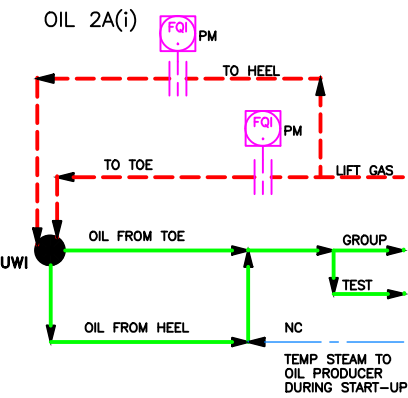 OIL 2A(i)
FQI
PM
TO HEEL
FQI
PM
TO TOE
LIFT GAS
OIL FROM TOE
GROUP
UWI
TEST
OIL FROM HEEL
NC
TEMP STEAM TO
OIL PRODUCER
DURING START-UP